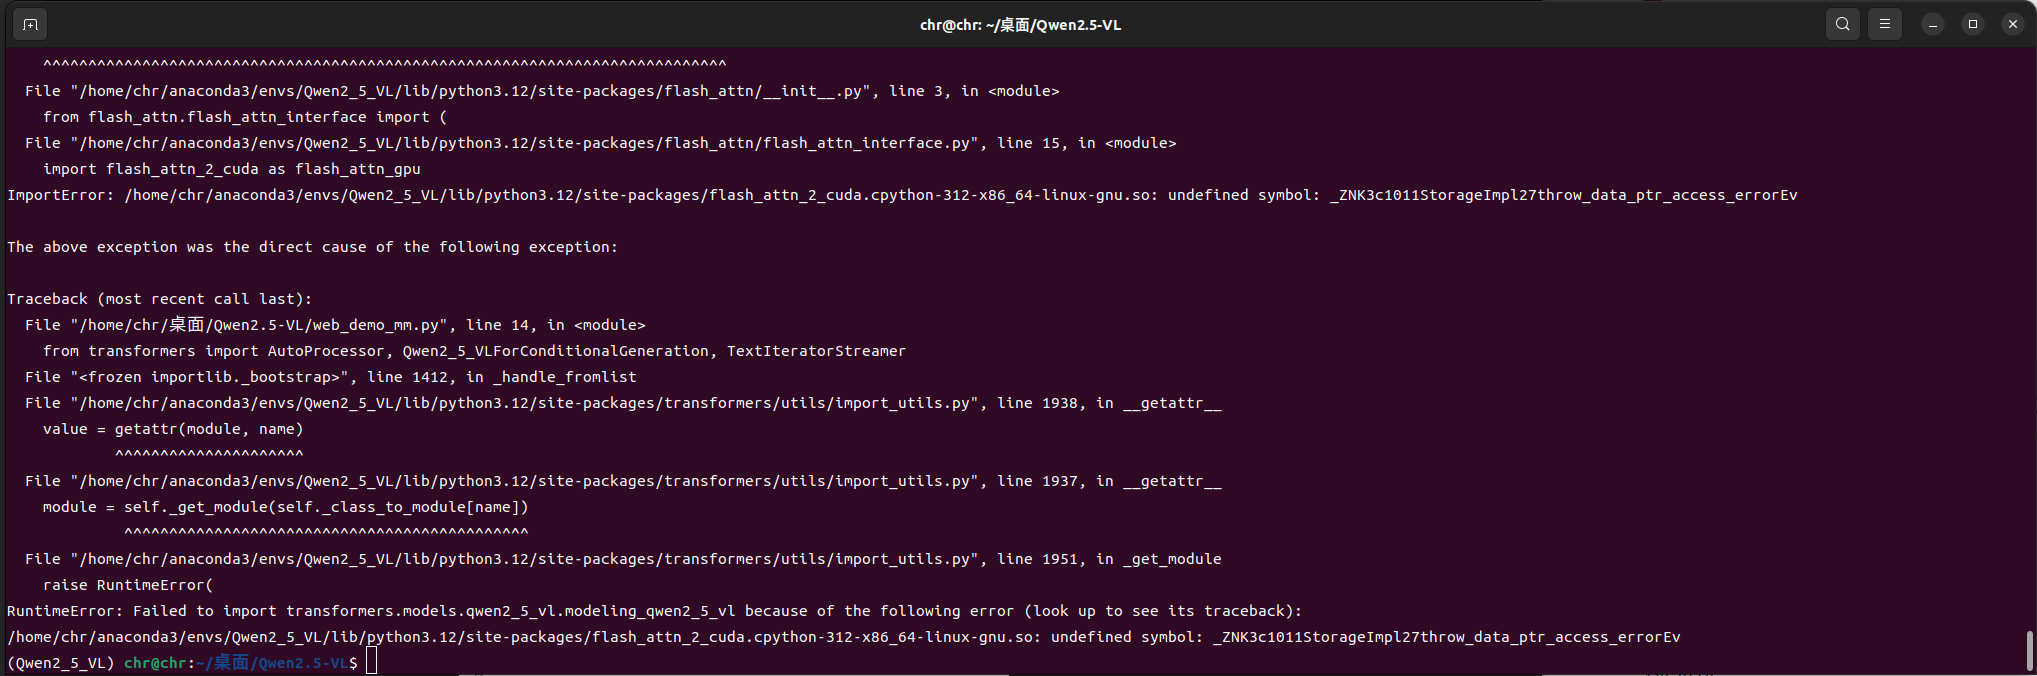 chr@chr: ~/桌面/Qwen2.5-VL
^^^^^^^^^^^^^^^^^^^^^^^^^^^^^^^^^^^^^^^^^^^^^^^^^^^^^^^^^^^^^^^^^^^^^^^^^^^^
File "/home/chr/anaconda3/envs/Qwen2_5_VL/lib/python3.12/site-packages/flash_attn/__init__.py", line 3, in <module>
from flash_attn.flash_attn_interface import (
File "/home/chr/anaconda3/envs/Qwen2_5_VL/lib/python3.12/site-packages/flash_attn/flash_attn_interface.py", line 15, in <module>
import flash_attn_2_cuda as flash_attn_gpu
ImportError: /home/chr/anaconda3/envs/Qwen2_5_VL/lib/python3.12/site-packages/flash_attn_2_cuda.cpython-312-x86_64-linux-gnu.so: undefined symbol: _ZNK3c1011StorageImpl27throw_data_ptr_access_errorEv
The above exception was the direct cause of the following exception:
Traceback (most recent call last):
File "/home/chr/桌面/Qwen2.5-VL/web_demo_mm.py", line 14, in <module>
from transformers import AutoProcessor, Qwen2_5_VLForConditionalGeneration, TextIteratorStreamer
File "<frozen importlib._bootstrap>", line 1412, in _handle_fromlist
File "/home/chr/anaconda3/envs/Qwen2_5_VL/lib/python3.12/site-packages/transformers/utils/import_utils.py", line 1938, in __getattr__
value = getattr(module, name)
^^^^^^^^^^^^^^^^^^^^^
File "/home/chr/anaconda3/envs/Qwen2_5_VL/lib/python3.12/site-packages/transformers/utils/import_utils.py", line 1937, in __getattr__
module = self._get_module(self._class_to_module[name])
^^^^^^^^^^^^^^^^^^^^^^^^^^^^^^^^^^^^^^^^^^^^^
File "/home/chr/anaconda3/envs/Qwen2_5_VL/lib/python3.12/site-packages/transformers/utils/import_utils.py", line 1951, in _get_module
raise RuntimeError(
RuntimeError: Failed to import transformers.models.qwen2_5_vl.modeling_qwen2_5_vl because of the following error (look up to see its traceback):
/home/chr/anaconda3/envs/Qwen2_5_VL/lib/python3.12/site-packages/flash_attn_2_cuda.cpython-312-x86_64-linux-gnu.so: undefined symbol: _ZNK3c1011StorageImpl27throw_data_ptr_access_errorEv
(Qwen2_5_VL) chr@chr:~/桌面/Qwen2.5-VL$